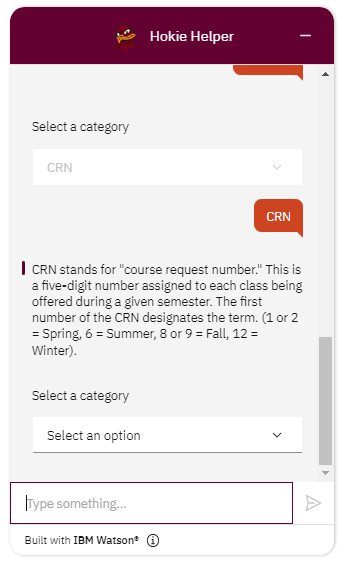 Hokie Helper
Select a category
CRN
CRN
CRN stands for "course request number." This is
a five-digit number assigned to each class being
offered during a given semester. The first
number of the CRN designates the term. (1 or 2
= Spring, 6 = Summer, 8 or 9 = Fall, 12 =
Winter).
Select a category
Select an option
Type something...
Built with IBM Watson®